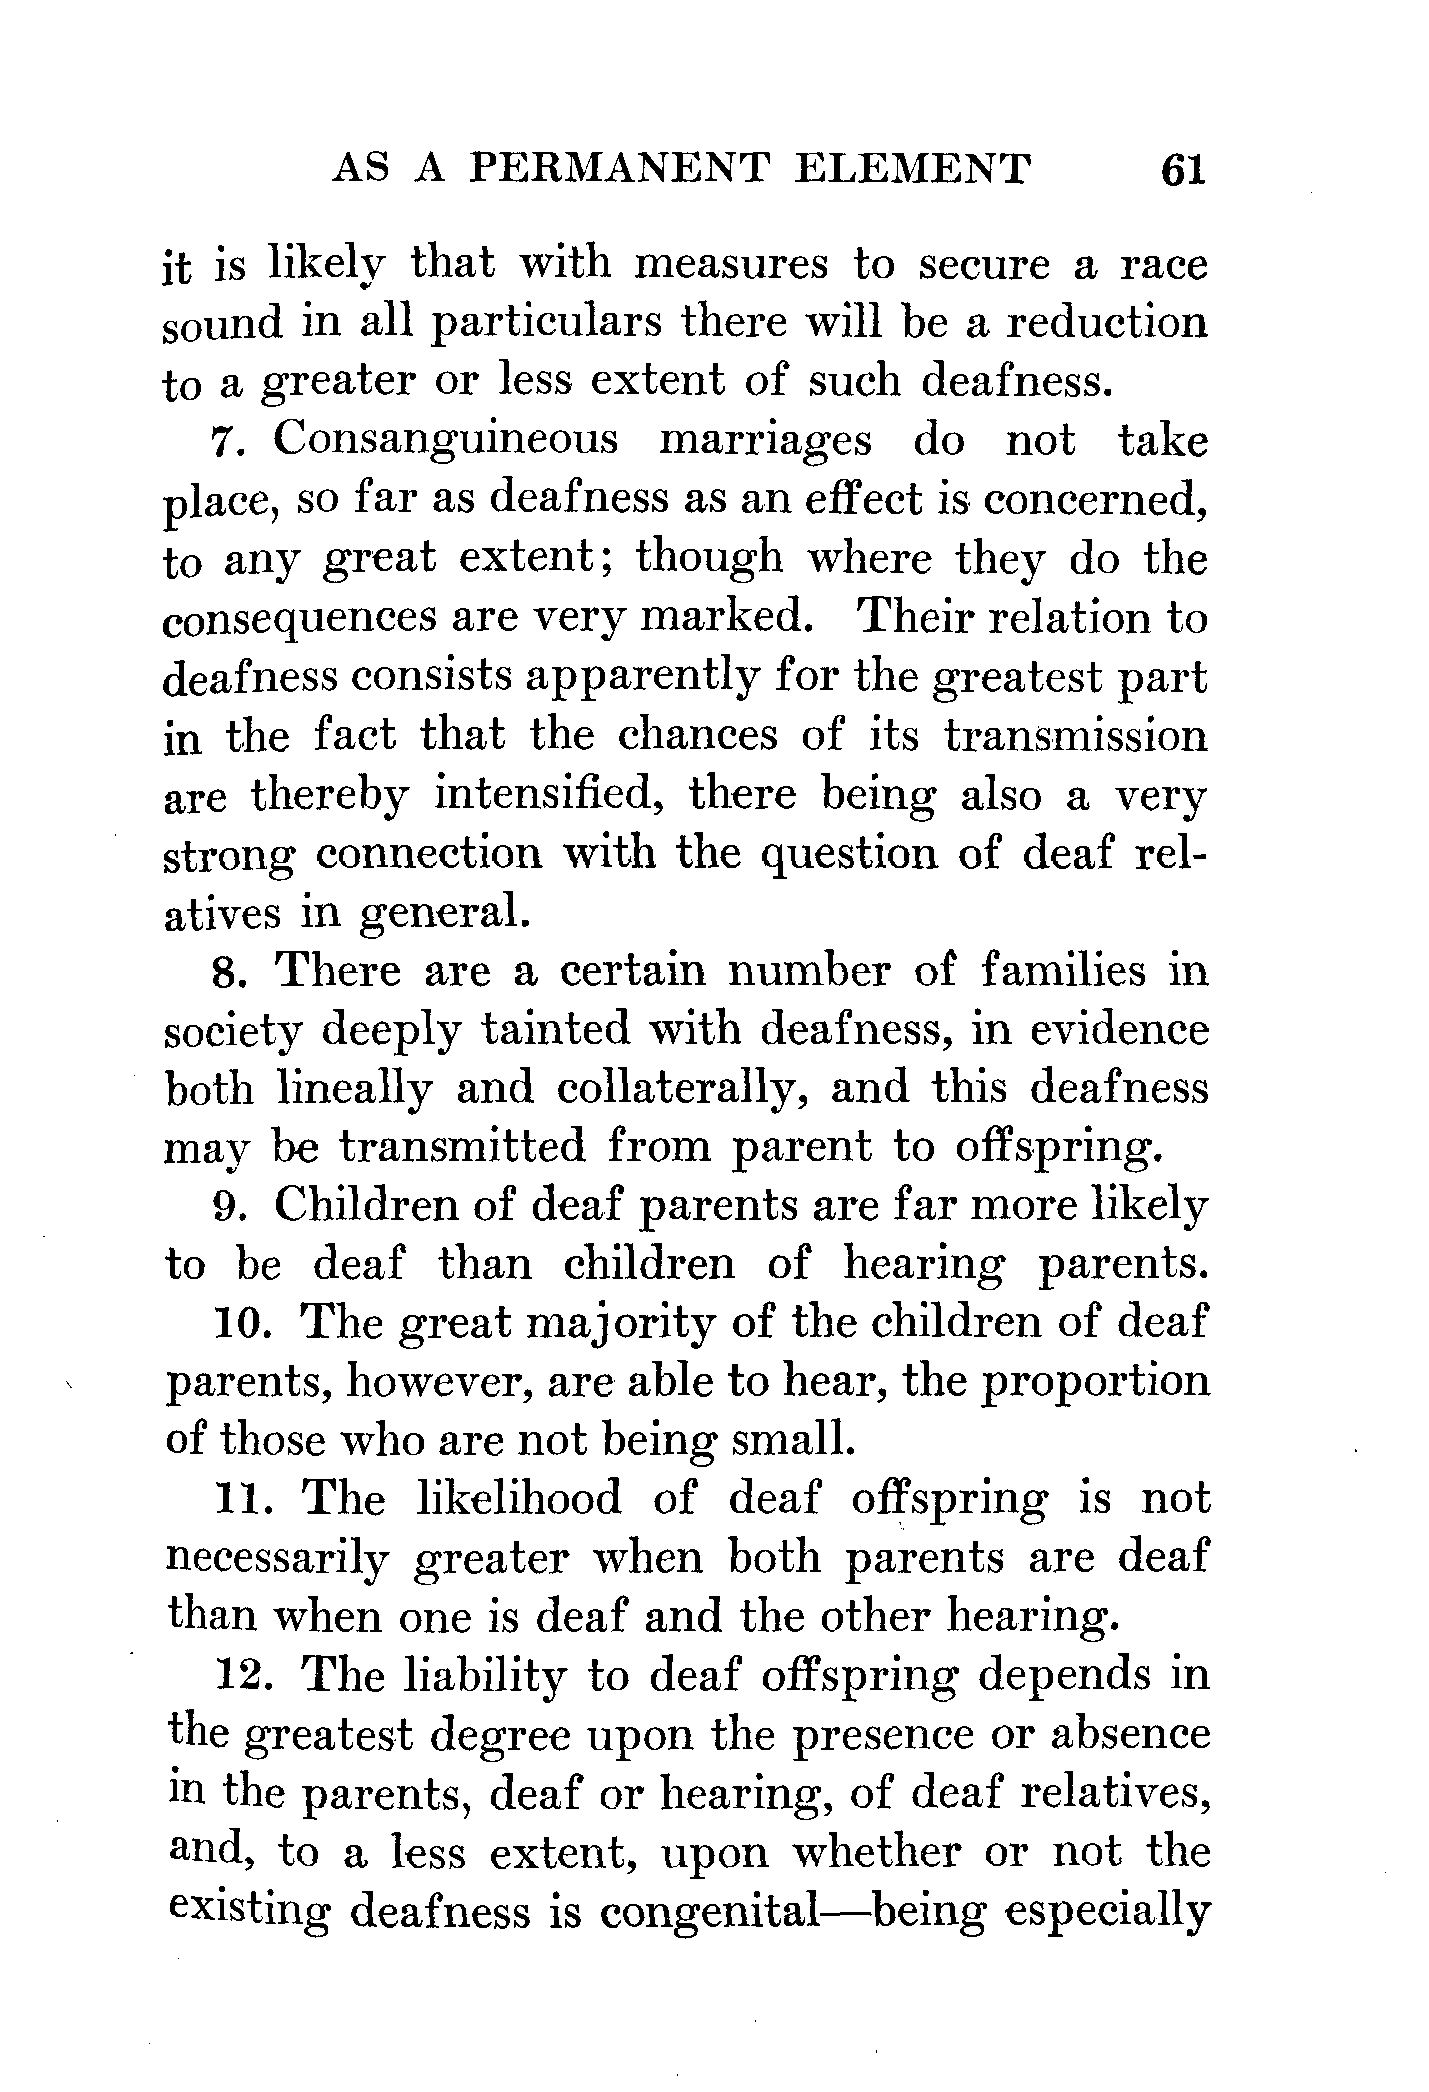 AS A PERMANENT ELEMENT 61
it is likely that with measures to secure a race
sound in all particulars there will be a reduction
to a greater or less extent of such deafness.
7. Consanguineous marriages do not take
place, so far as deafness as an effect is concerned,
to any great extent; though where they do the
consequences are very marked. Their relation to
deafness consists apparently for the greatest part
in the fact that the chances of its transmission
are thereby intensified, there being also a very
strong connection with the question of deaf rel-
atives in general.
8. There are a certain number of families in
society deeply tainted with deafness, in evidence
both lineally and collaterally, and this deafness
may be transmitted from parent to offspring.
9. Children of deaf parents are far more likely
to be deaf than children of hearing parents.
10. The great majority of the children of deaf
parents, however, are able to hear, the proportion
of those who are not being small.
11. The likelihood of deaf offspring is not
necessarily greater when both parents are deaf
than when one is deaf and the other hearing.
12. The liability to deaf offspring depends in
the greatest degree upon the presence or absence
in the parents, deaf or hearing, of deaf relatives,
and, to a less extent, upon whether or not the
existing deafness is congenital—being especially